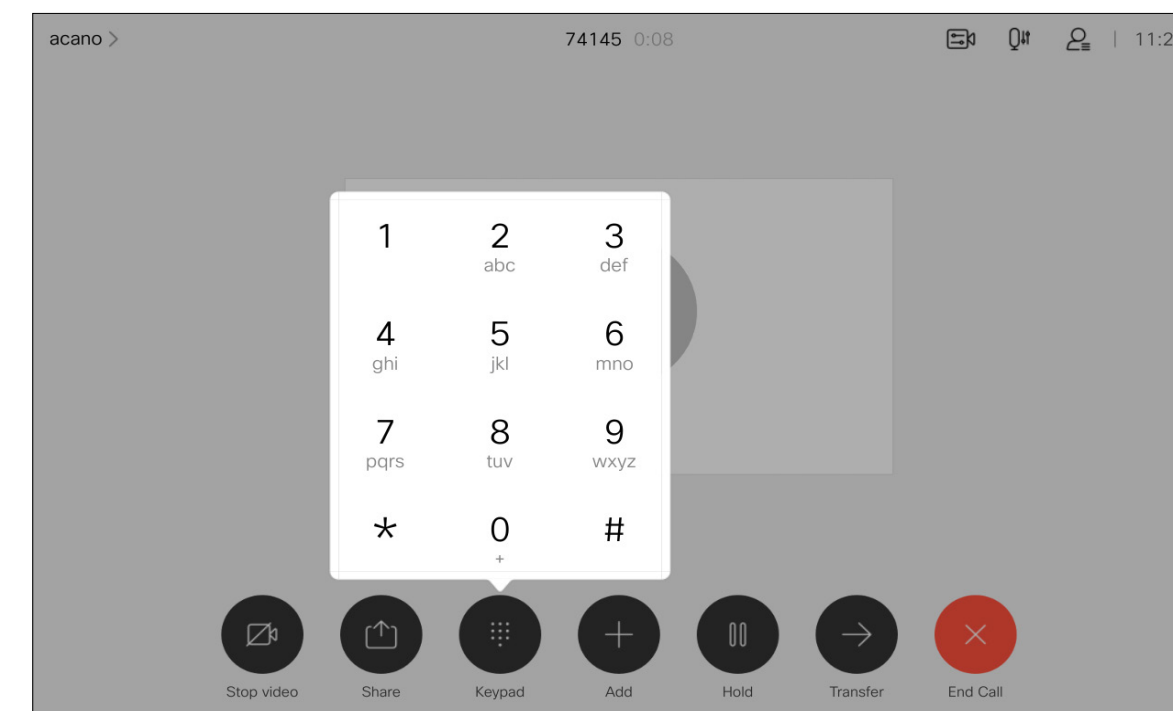 acano >
74145 0:08
11:2
1 2 3
abc def
4 5 6
ghi jkl mno
7 8 9
pqrs tuv wxyz
* 0 #
+
Stop video Share Keypad Add Hold Transfer End Call